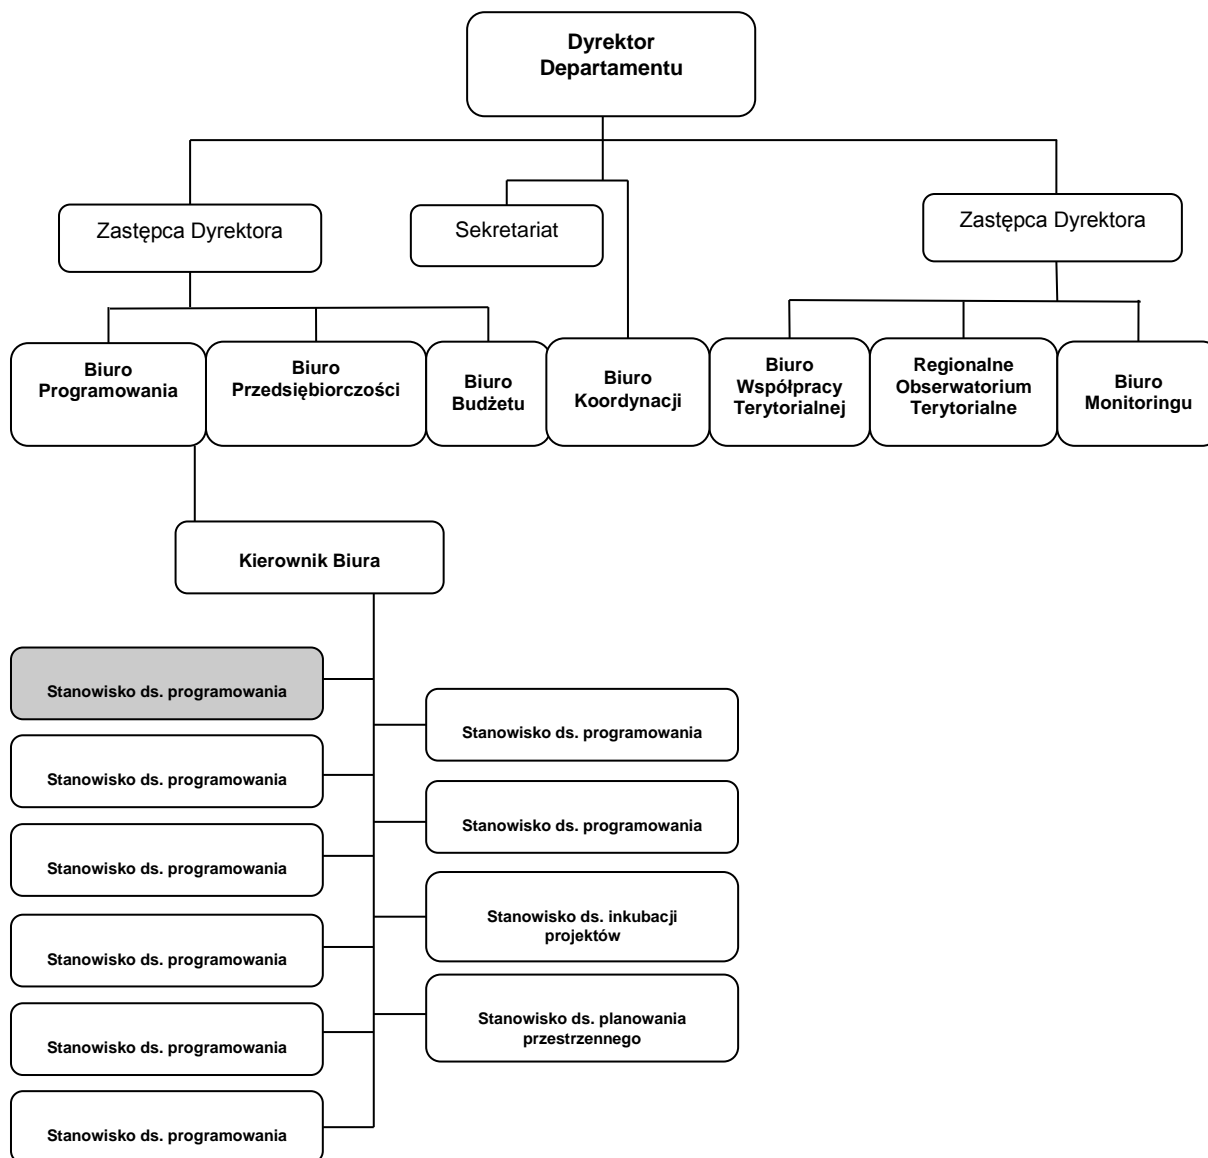 Dyrektor
Departamentu
Zastępca Dyrektora
Sekretariat
Zastępca Dyrektora
Biuro
Programowania
Biuro
Przedsiębiorczości
Biuro
Budżetu
Biuro
Koordynacji
Biuro
Współpracy
Terytorialnej
Regionalne
Obserwatorium
Terytorialne
Biuro
Monitoringu
Kierownik Biura
Stanowisko ds. programowania
Stanowisko ds. programowania
Stanowisko ds. programowania
Stanowisko ds. programowania
Stanowisko ds. programowania
Stanowisko ds. programowania
Stanowisko ds. programowania
Stanowisko ds. programowania
Stanowisko ds. inkubacji
projektów
Stanowisko ds. planowania
przestrzennego